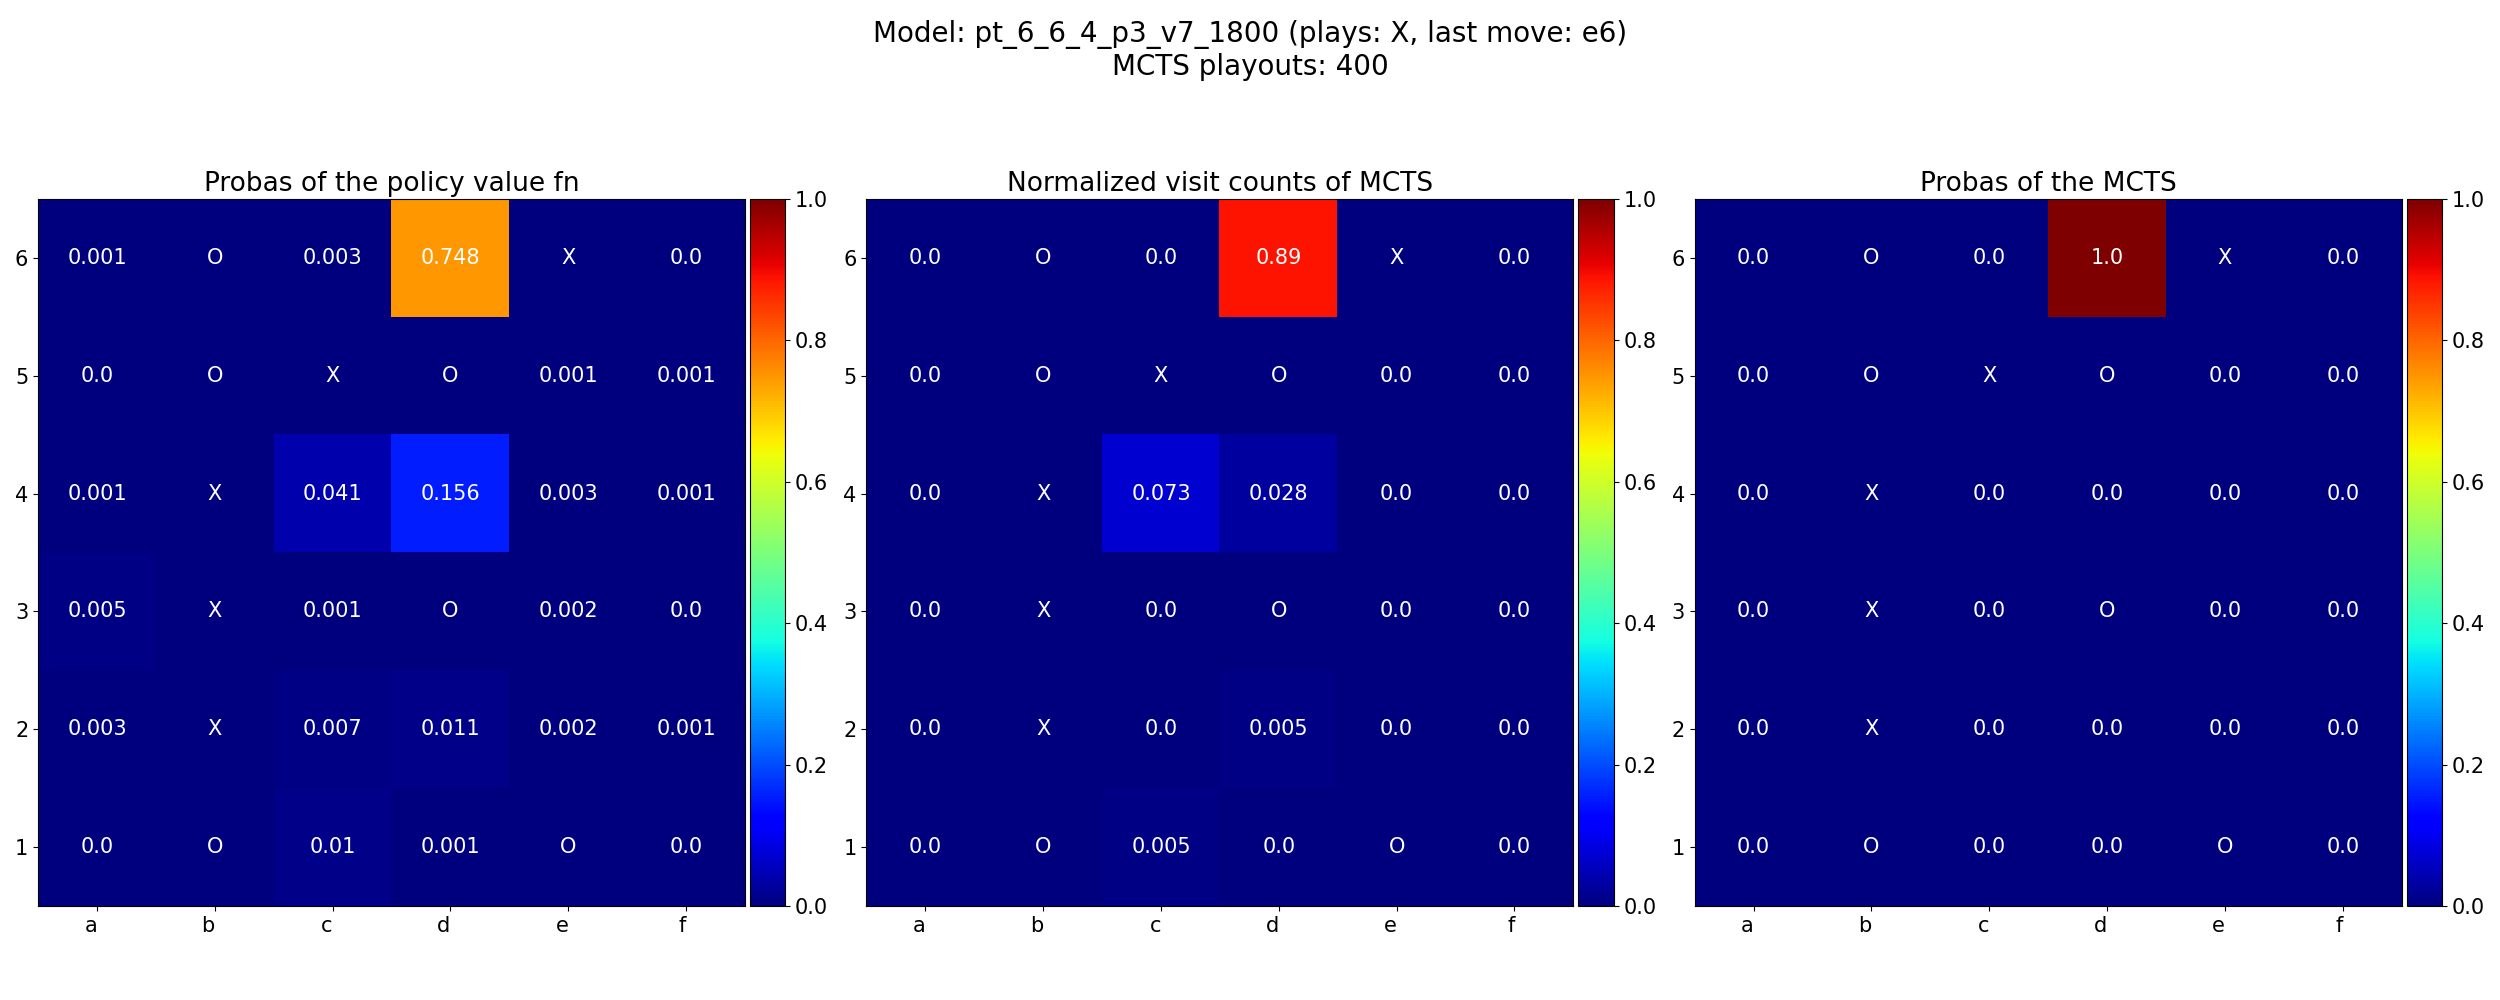 Model: pt_6_6_4_p3_v7_1800 (plays: X, last move: e6)
MCTS playouts: 400
Probas of the policy value fn
6 0.001 O 0.003 0.748 X 0.0
5 0.0 O X O 0.001 0.001
4 0.001 X 0.041 0.156 0.003 0.001
3 0.005 X 0.001 O 0.002 0.0
2 0.003 X 0.007 0.011 0.002 0.001
1 0.0 O 0.01 0.001 O 0.0
a b c d e f
1.0
0.8
0.6
0.4
0.2
0.0
Normalized visit counts of MCTS
6 0.0 O 0.0 0.89 X 0.0
5 0.0 O X O 0.0 0.0
4 0.0 X 0.073 0.028 0.0 0.0
3 0.0 X 0.0 O 0.0 0.0
2 0.0 X 0.0 0.005 0.0 0.0
1 0.0 O 0.005 0.0 O 0.0
a b c d e f
1.0
0.8
0.6
0.4
0.2
0.0
Probas of the MCTS
6 0.0 O 0.0 1.0 X 0.0
5 0.0 O X O 0.0 0.0
4 0.0 X 0.0 0.0 0.0 0.0
3 0.0 X 0.0 O 0.0 0.0
2 0.0 X 0.0 0.0 0.0 0.0
1 0.0 O 0.0 0.0 O 0.0
a b c d e f
1.0
0.8
0.6
0.4
0.2
0.0